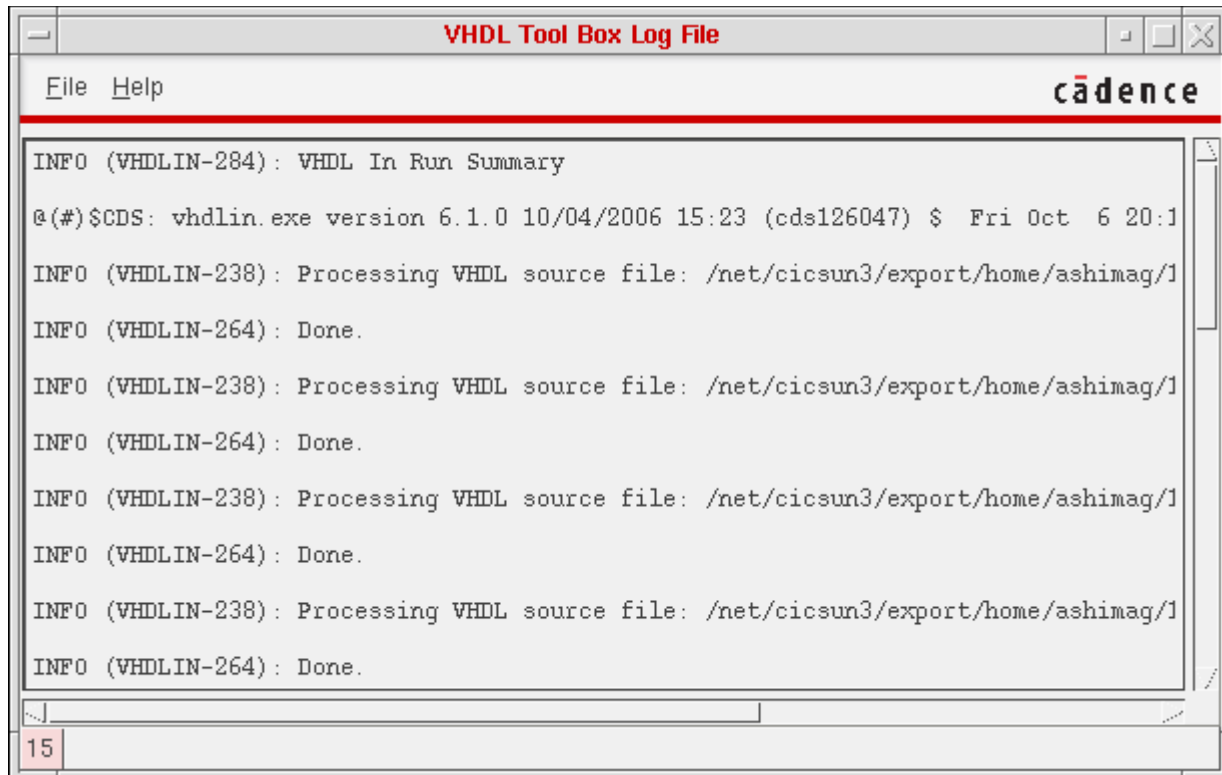 VHDL Tool Box Log File
File Help
cādence
INFO (VHDLIN-284): VHDL In Run Summary
@(#)$CDS: vhdlin.exe version 6.1.0 10/04/2006 15:23 (cds126047) $ Fri Oct 6 20:1
INFO (VHDLIN-238): Processing VHDL source file: /net/cicsun3/export/home/ashimag/
INFO (VHDLIN-264): Done.
INFO (VHDLIN-238): Processing VHDL source file: /net/cicsun3/export/home/ashimag/
INFO (VHDLIN-264): Done.
INFO (VHDLIN-238): Processing VHDL source file: /net/cicsun3/export/home/ashimag/
INFO (VHDLIN-264): Done.
INFO (VHDLIN-238): Processing VHDL source file: /net/cicsun3/export/home/ashimag/
INFO (VHDLIN-264): Done.
15